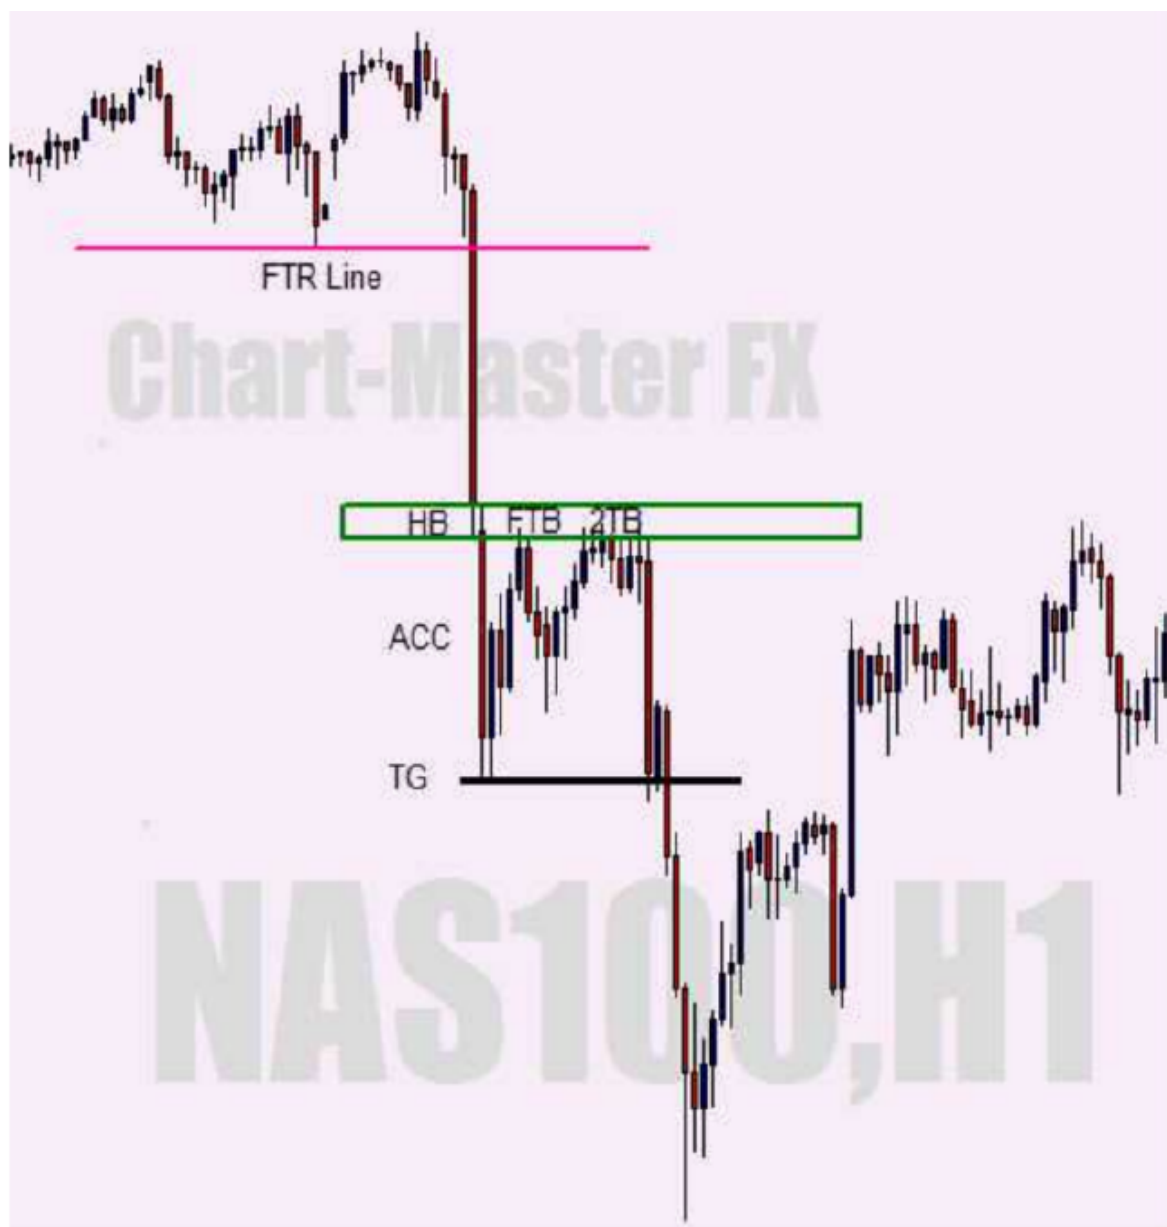 FTR Line
Chart-Master FX
HB FTB 2TB
ACC
TG
NAS100,H1